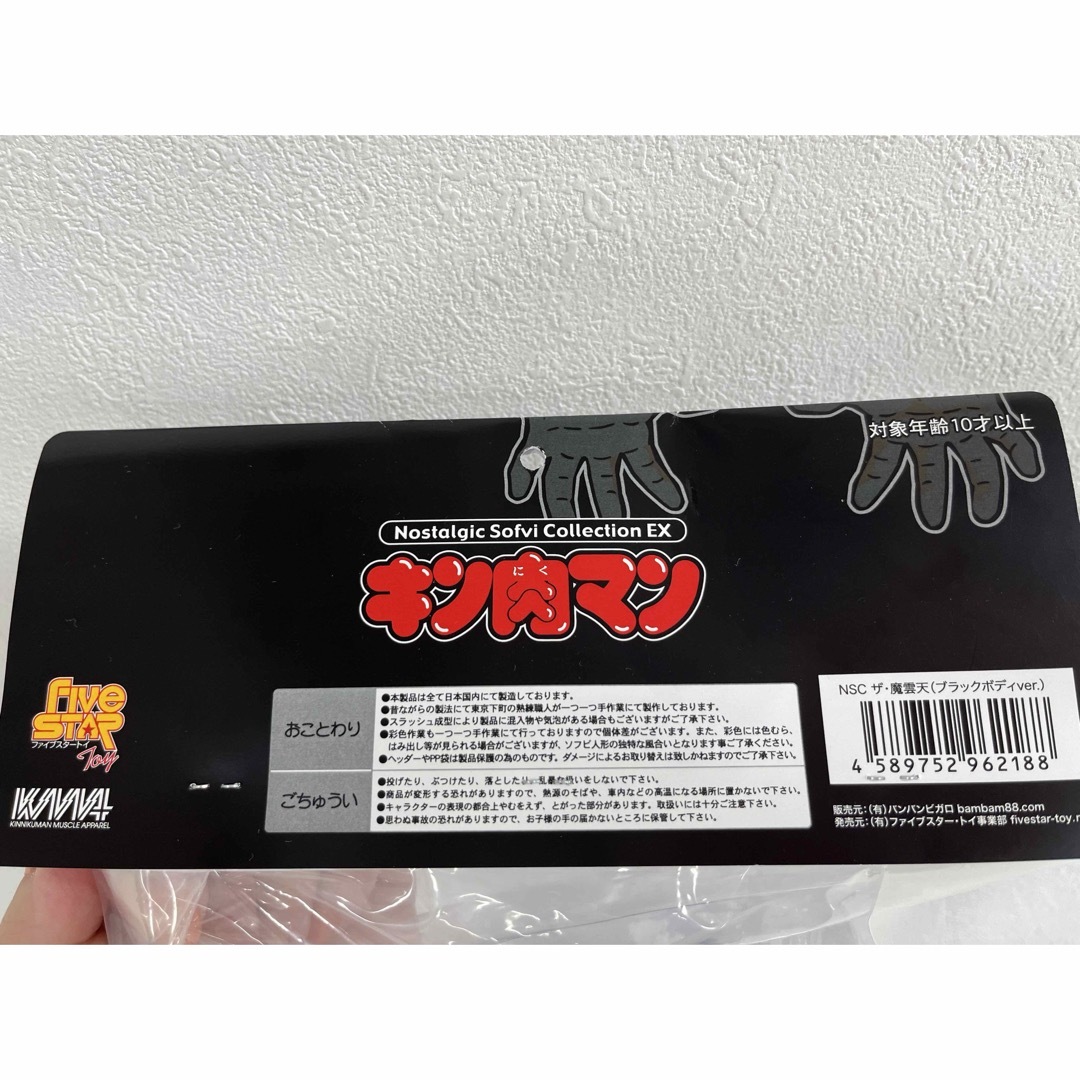 対象年齢10才以上
Nostalgic Sofvi Collection EX
にく
キン肉マン
Five
STAR
ファイブスタートイ
Toy
KINNIKUMAN MUSCLE APPAREL
おことわり
●本製品は全て日本国内にて製造しております。
●昔ながらの製法にて東京下町の熟練職人が一つ一つ手作業にて製作しております。
●スラッシュ成型により製品に混入物や気泡がある場合もございますがご了承下さい。
●彩色作業も一つ一つ手作業にて行っておりますので個体差がございます。また、彩色には色むら、
はみ出し等が見られる場合がございますが、ソフビ人形の独特な風合いとなります事ご了承ください。
●ヘッダーやPP袋は製品保護の為のものです。ダメージによるお取り替えは致しかねますのでご了承下さい。
ごちゅうい
●投げたり、ぶつけたり、落としたり、乱暴な扱いをしないで下さい。
●商品が変形する恐れがありますので、熱源のそばや、車内などの高温になる場所に置かないで下さい。
●キャラクターの表現の都合上やむをえず、とがった部分があります。取扱いには十分ご注意下さい。
●思わぬ事故の恐れがありますので、お子様の手の届かないところに保管して下さい。
NSC ザ・魔雲天(ブラックボディver.)
4 589752 962188
販売元:(有)バンバンビガロ bambam88.com
発売元:(有)ファイブスター・トイ事業部 fivestar-toy.n